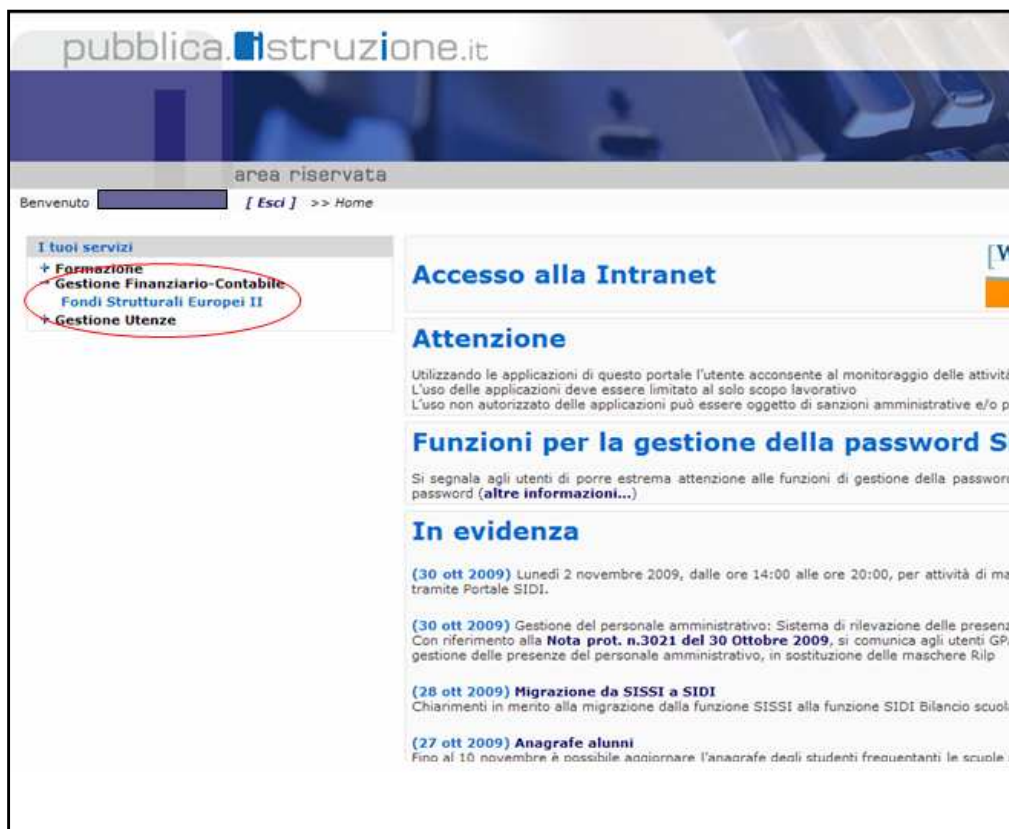 pubblica.istruzione.it
area riservata
Benvenuto [ Esci ] >> Home
I tuoi servizi
+ Formazione
- Gestione Finanziario-Contabile
Fondi Strutturali Europei II
+ Gestione Utenze
Accesso alla Intranet
[W
Attenzione
Utilizzando le applicazioni di questo portale l'utente acconsente al monitoraggio delle attività
L'uso delle applicazioni deve essere limitato al solo scopo lavorativo
L'uso non autorizzato delle applicazioni può essere oggetto di sanzioni amministrative e/o p
Funzioni per la gestione della password S
Si segnala agli utenti di porre estrema attenzione alle funzioni di gestione della password
password (altre informazioni...)
In evidenza
(30 ott 2009) Lunedì 2 novembre 2009, dalle ore 14:00 alle ore 20:00, per attività di ma
tramite Portale SIDI.
(30 ott 2009) Gestione del personale amministrativo: Sistema di rilevazione delle presenz
Con riferimento alla Nota prot. n.3021 del 30 Ottobre 2009, si comunica agli utenti GP
gestione delle presenze del personale amministrativo, in sostituzione delle maschere Rilp
(28 ott 2009) Migrazione da SISSI a SIDI
Chiarimenti in merito alla migrazione dalla funzione SISSI alla funzione SIDI Bilancio scuol
(27 ott 2009) Anagrafe alunni
Fino al 10 novembre è possibile aggiornare l'anagrafe degli studenti frequentanti le scuole